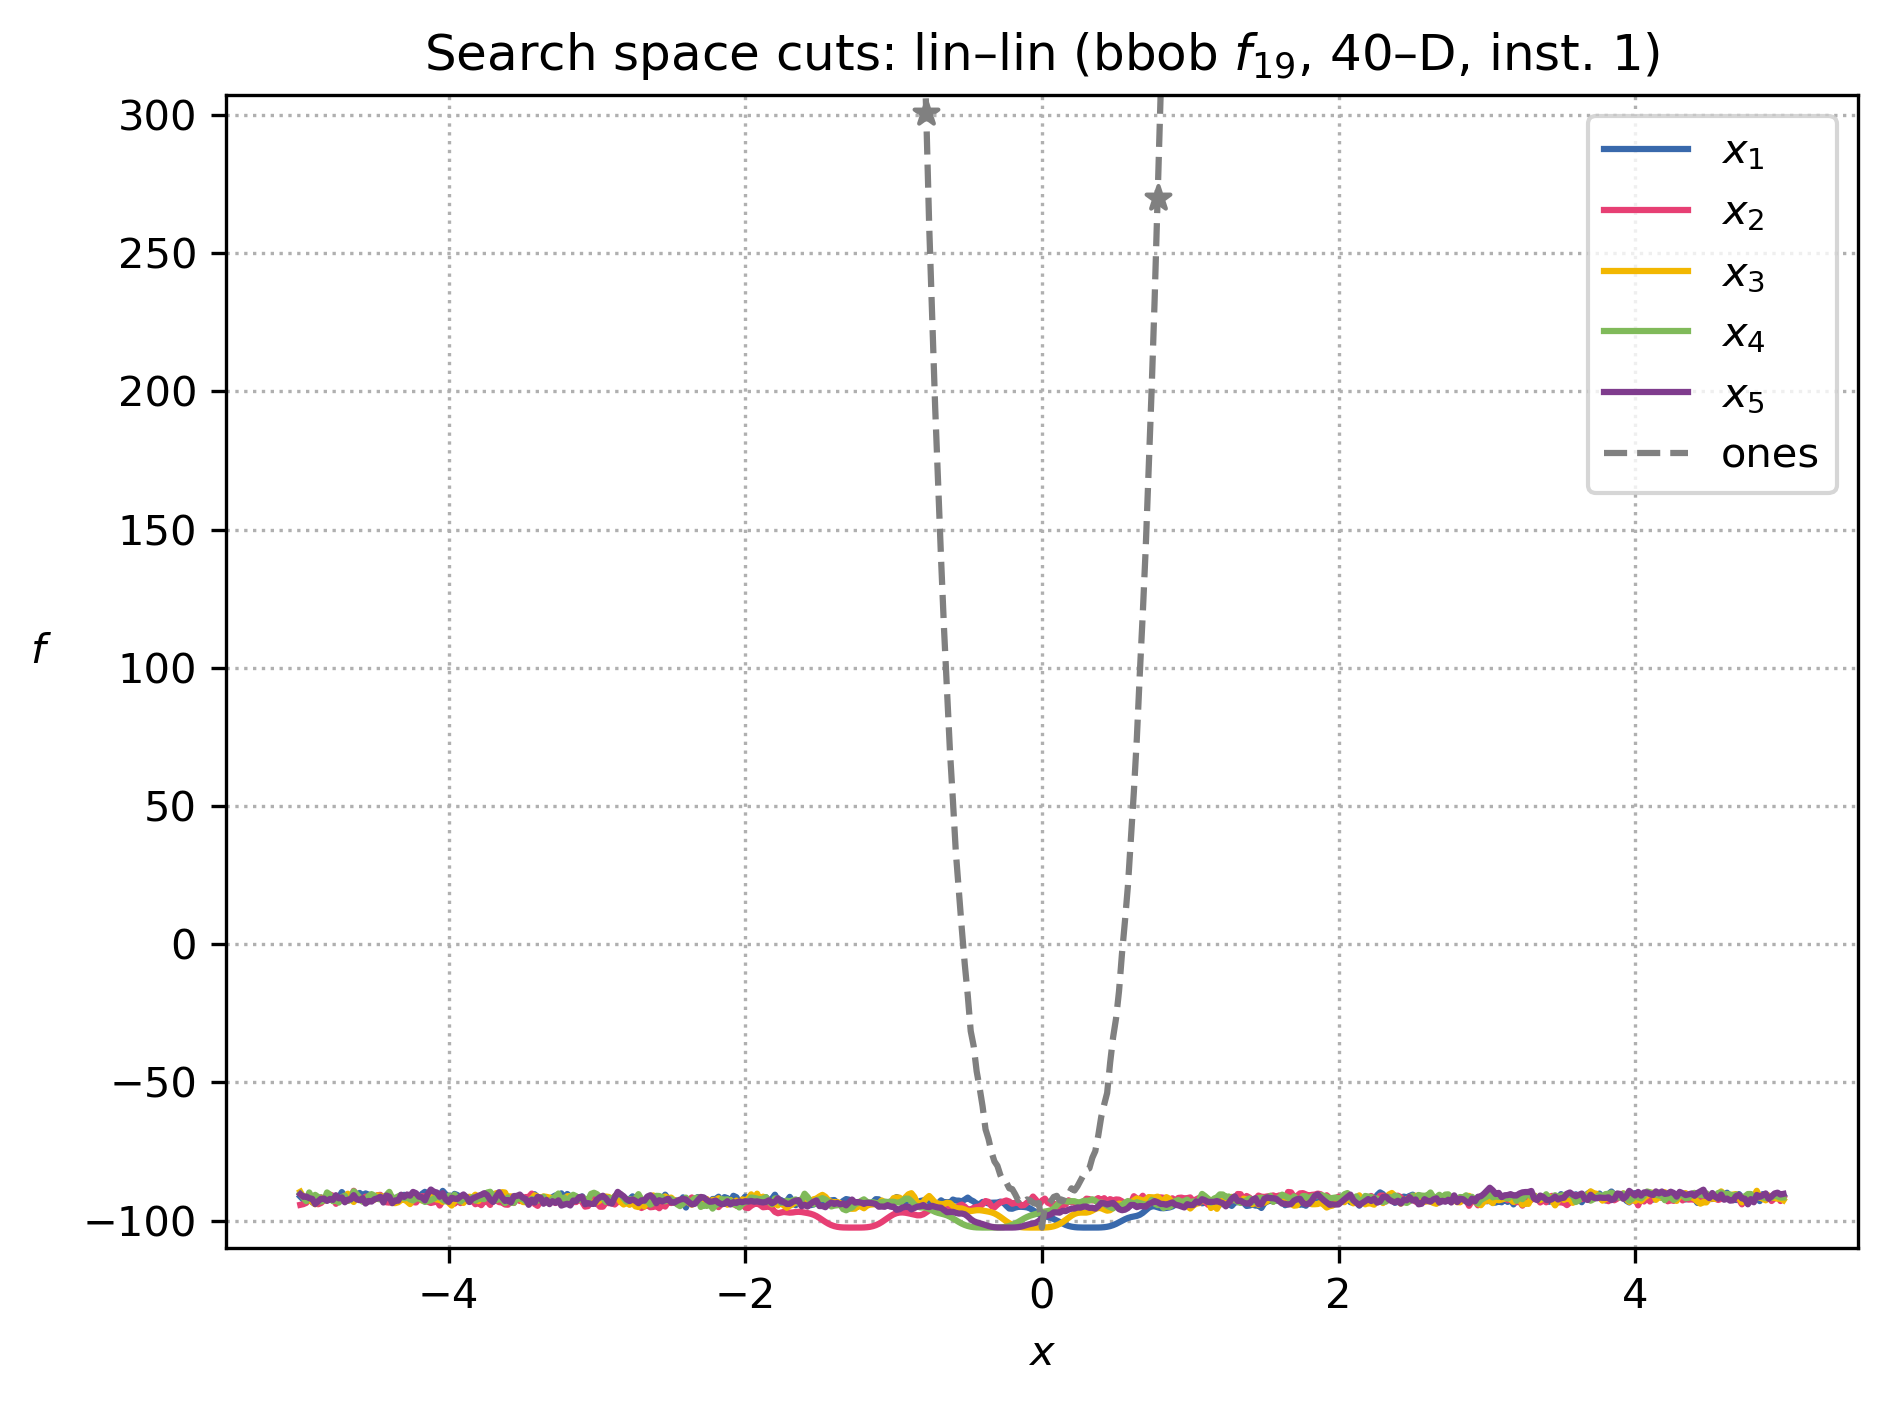 Search space cuts: lin–lin (bbob f₁₉, 40–D, inst. 1)
300
250
200
150
100
50
0
−50
−100
f
−4
−2
0
2
4
x
x₁
x₂
x₃
x₄
x₅
ones